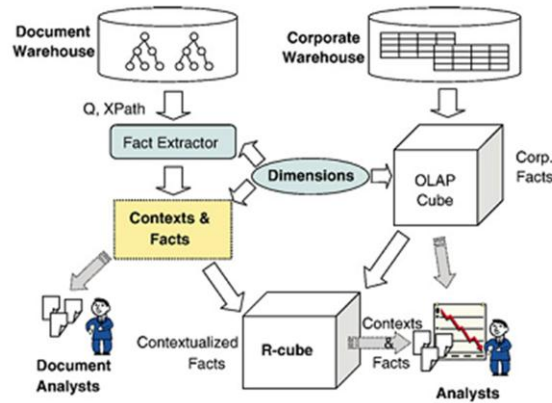 Document
Warehouse
Corporate
Warehouse
Q, XPath
Fact Extractor
Dimensions
OLAP
Cube
Corp.
Facts
Contexts &
Facts
Document
Analysts
Contextualized
Facts
R-cube
Contexts
&
Facts
Analysts